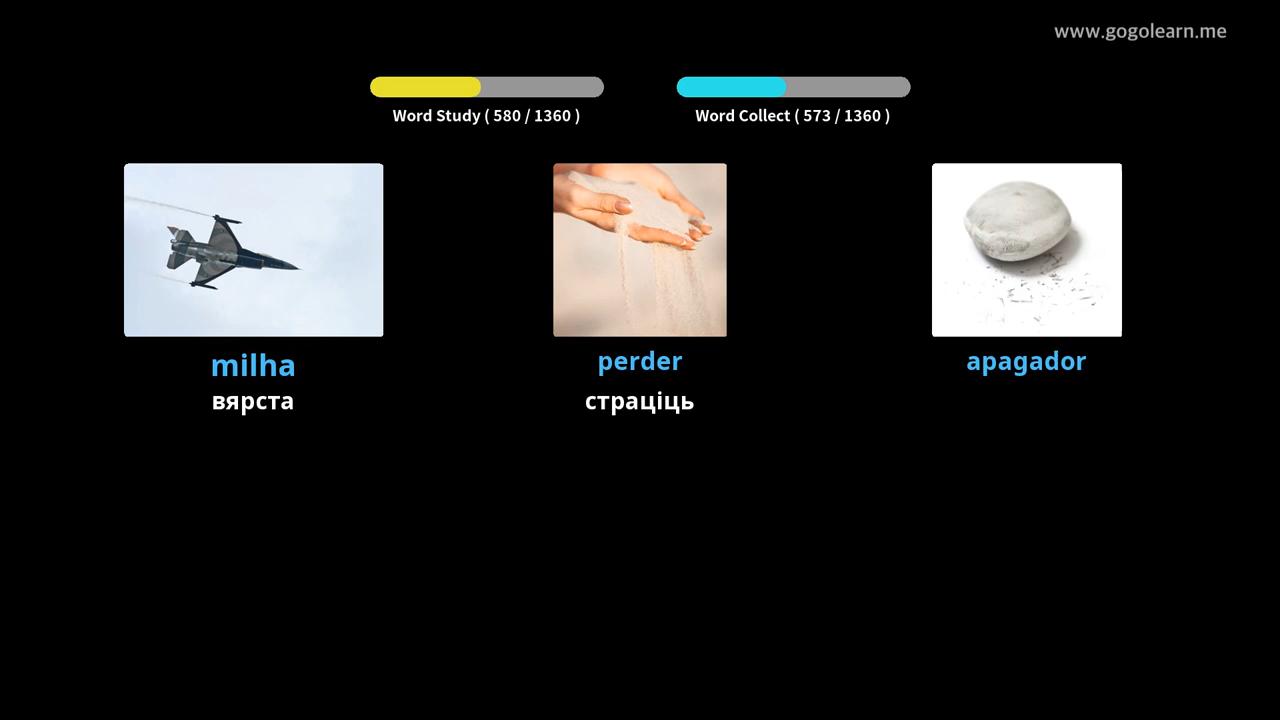 www.gogolearn.me
Word Study ( 580 / 1360 )
Word Collect ( 573 / 1360 )
milha
вярста
perder
страціць
apagador